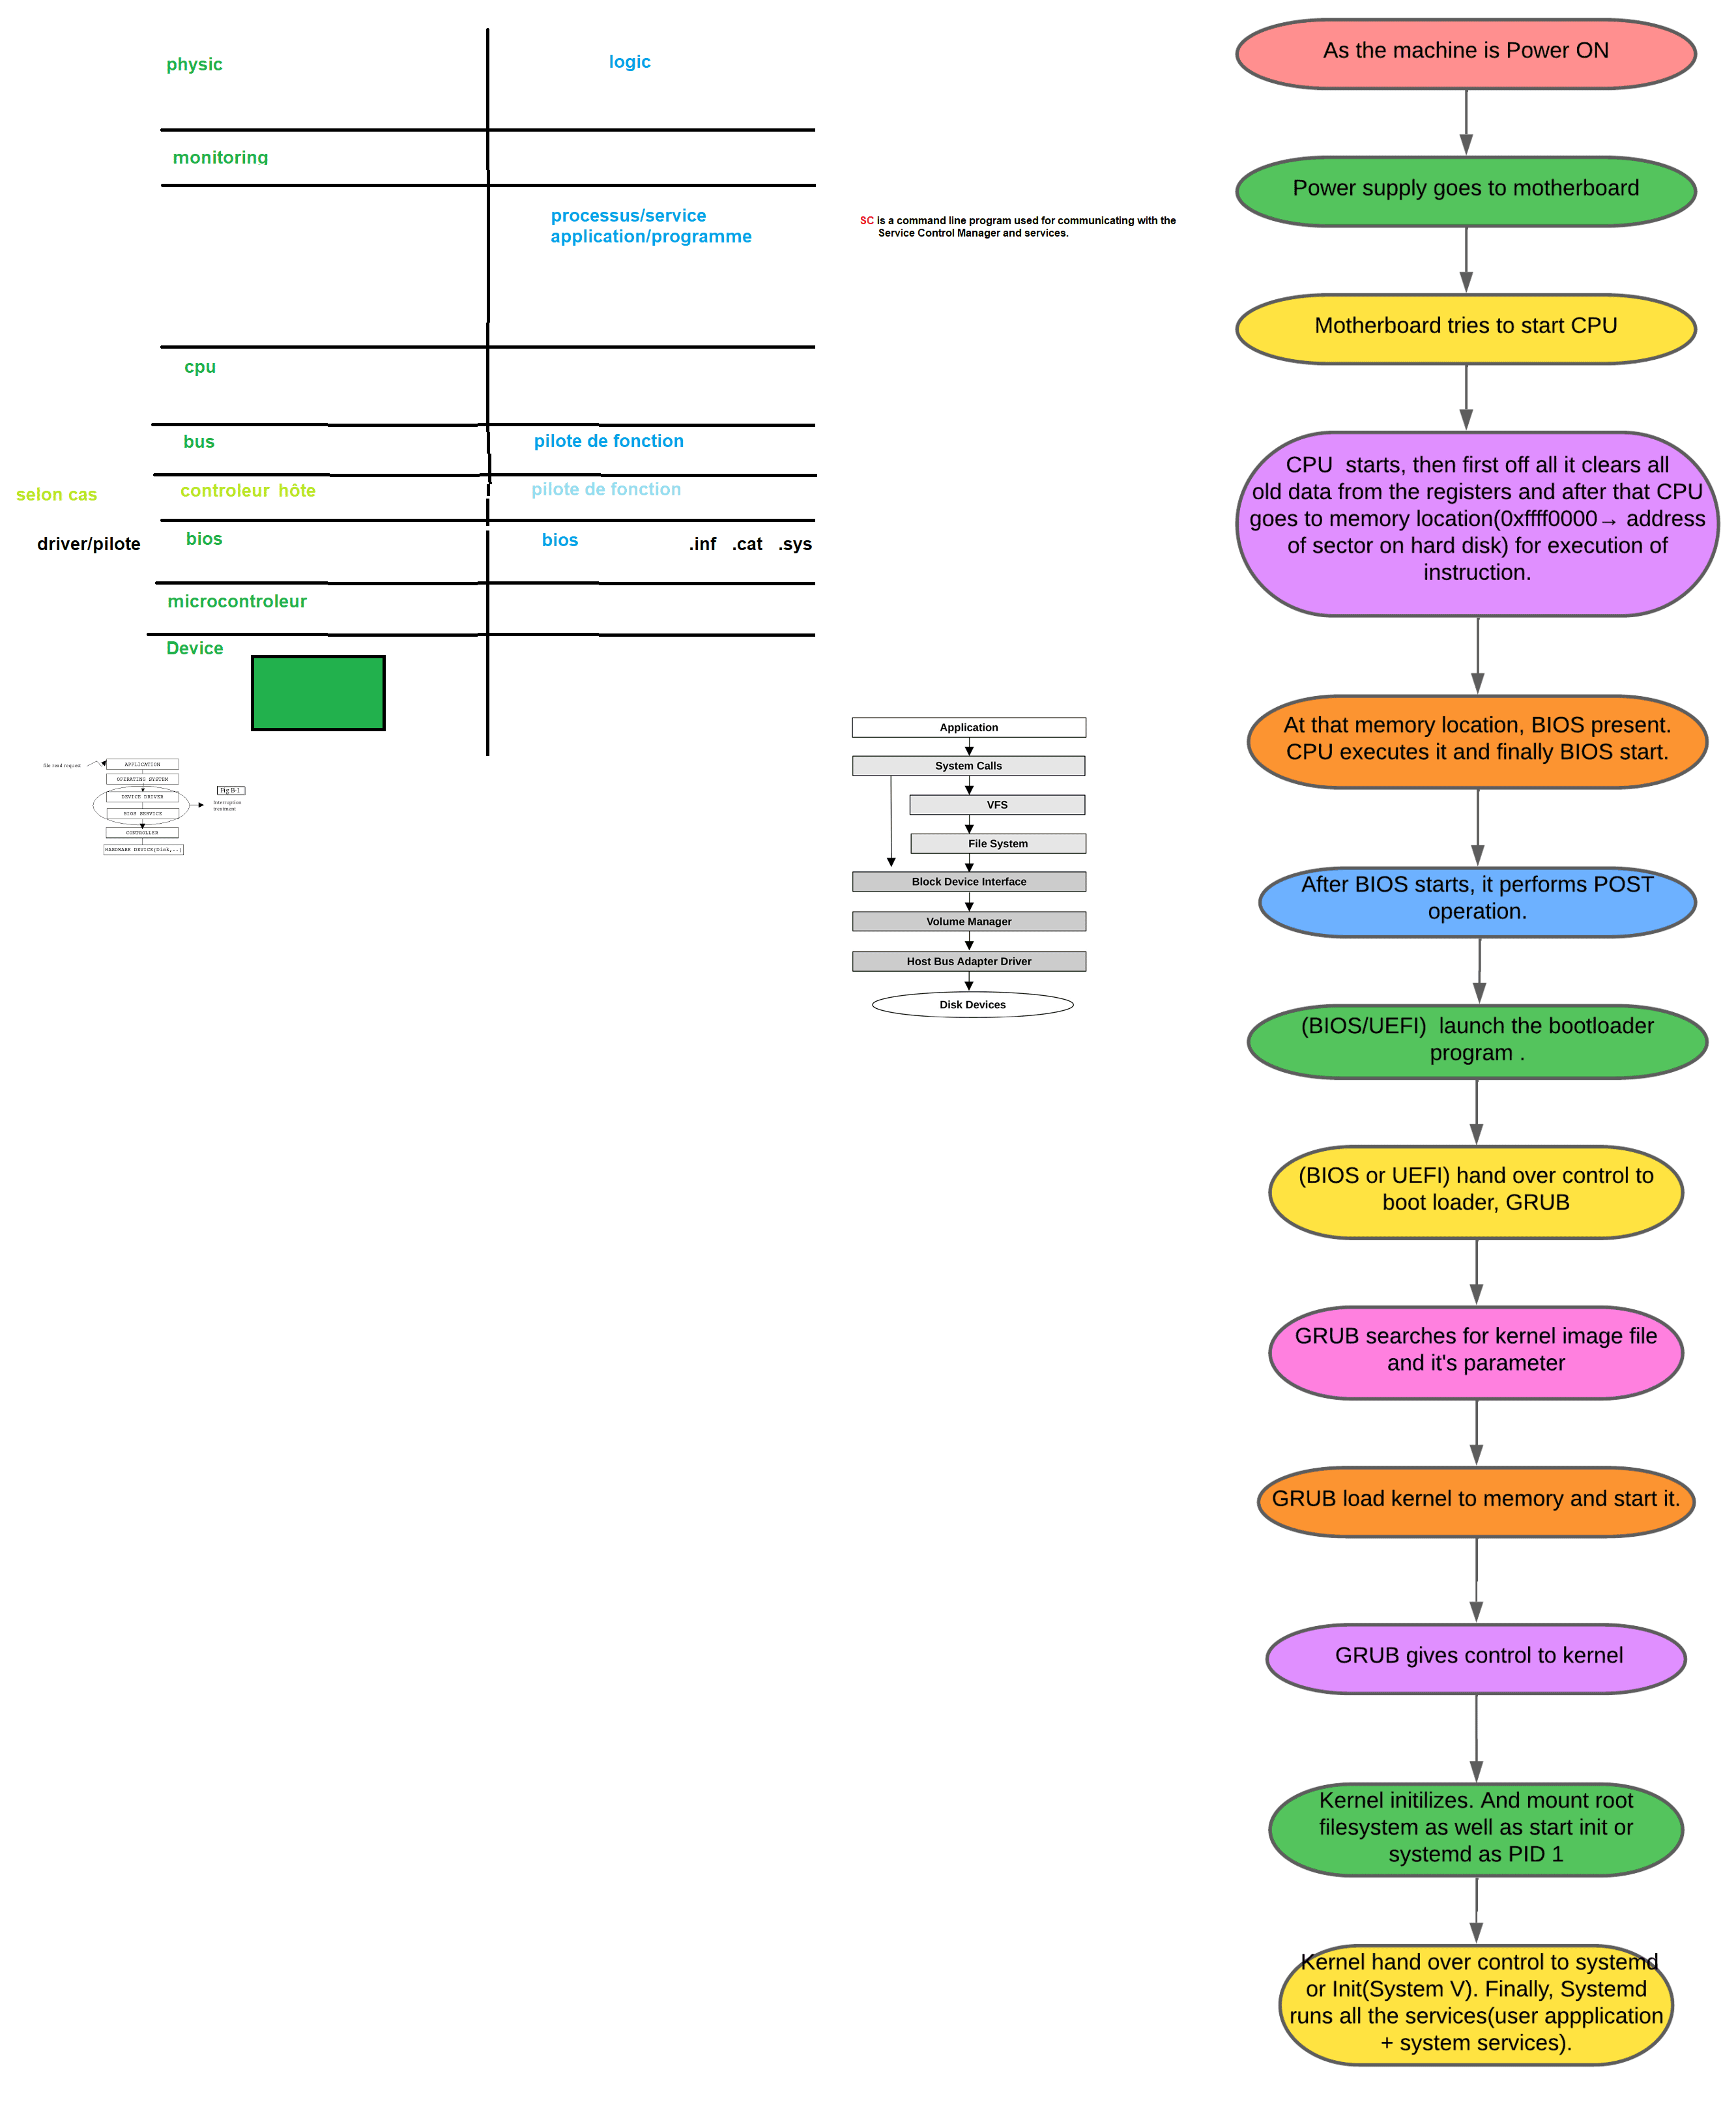 physic
logic
monitoring
processus/service
application/programme
cpu
bus
pilote de fonction
selon cas
controleur hôte
pilote de fonction
driver/pilote
bios
bios
.inf .cat .sys
microcontroleur
Device
File read request
APPLICATION
OPERATING SYSTEM
DEVICE DRIVER
BIOS SERVICE
CONTROLLER
HARDWARE DEVICE(Disk,..)
Fig B-1
Interruption
treatment
SC is a command line program used for communicating with the
Service Control Manager and services.
Application
System Calls
VFS
File System
Block Device Interface
Volume Manager
Host Bus Adapter Driver
Disk Devices
As the machine is Power ON
Power supply goes to motherboard
Motherboard tries to start CPU
CPU starts, then first off all it clears all
old data from the registers and after that CPU
goes to memory location(0xffff0000→ address
of sector on hard disk) for execution of
instruction.
At that memory location, BIOS present.
CPU executes it and finally BIOS start.
After BIOS starts, it performs POST
operation.
(BIOS/UEFI) launch the bootloader
program .
(BIOS or UEFI) hand over control to
boot loader, GRUB
GRUB searches for kernel image file
and it's parameter
GRUB load kernel to memory and start it.
GRUB gives control to kernel
Kernel initilizes. And mount root
filesystem as well as start init or
systemd as PID 1
Kernel hand over control to systemd
or Init(System V). Finally, Systemd
runs all the services(user appplication
+ system services).